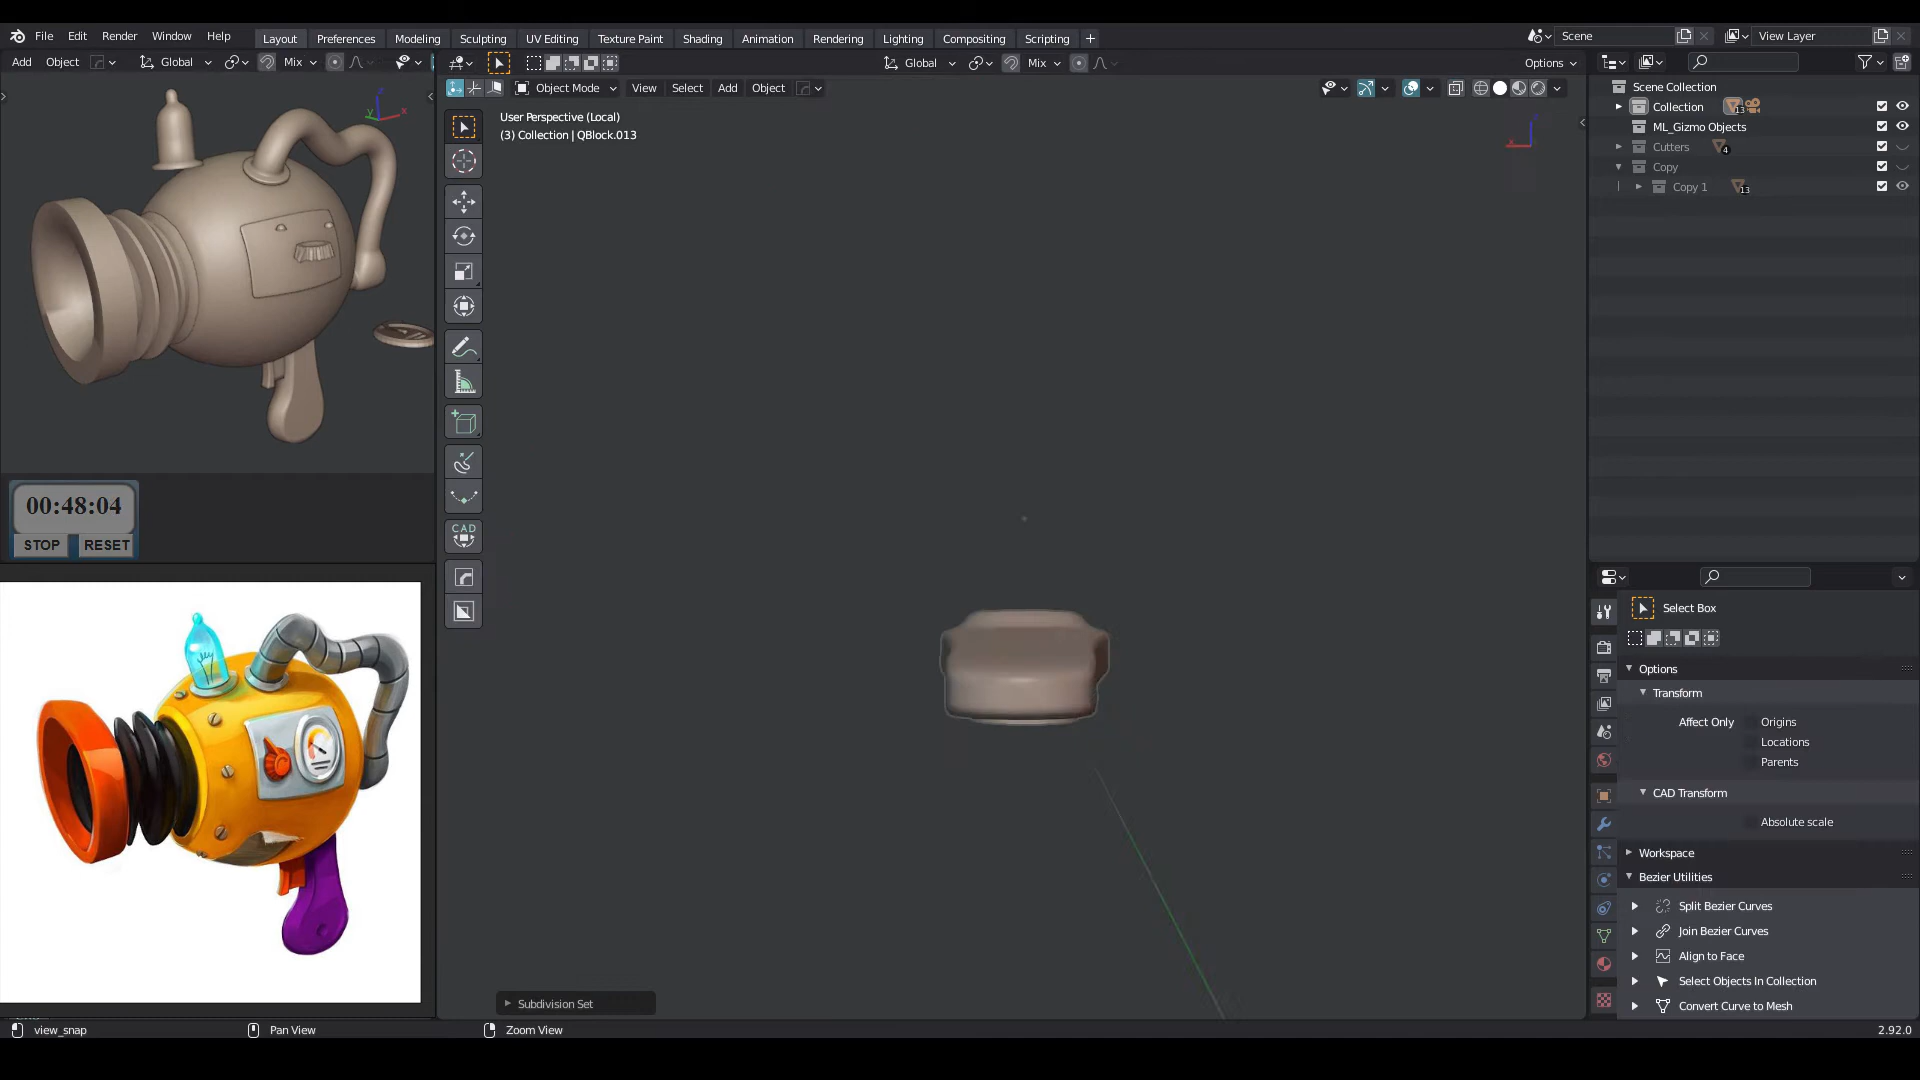 File Edit Render Window Help
Layout Preferences Modeling Sculpting UV Editing Texture Paint Shading Animation Rendering Lighting Compositing Scripting +
Scene
View Layer
Add Object
Global
Mix
Global
Mix
Options
Object Mode
View Select Add Object
User Perspective (Local)
(3) Collection | QBlock.013
CAD
Scene Collection
Collection
13
ML_Gizmo Objects
Cutters
4
Copy
Copy 1
13
00:48:04
STOP
RESET
Select Box
Options
Transform
Affect Only
Origins
Locations
Parents
CAD Transform
Absolute scale
Workspace
Bezier Utilities
Split Bezier Curves
Join Bezier Curves
Align to Face
Select Objects In Collection
Convert Curve to Mesh
Subdivision Set
view_snap
Pan View
Zoom View
2.92.0